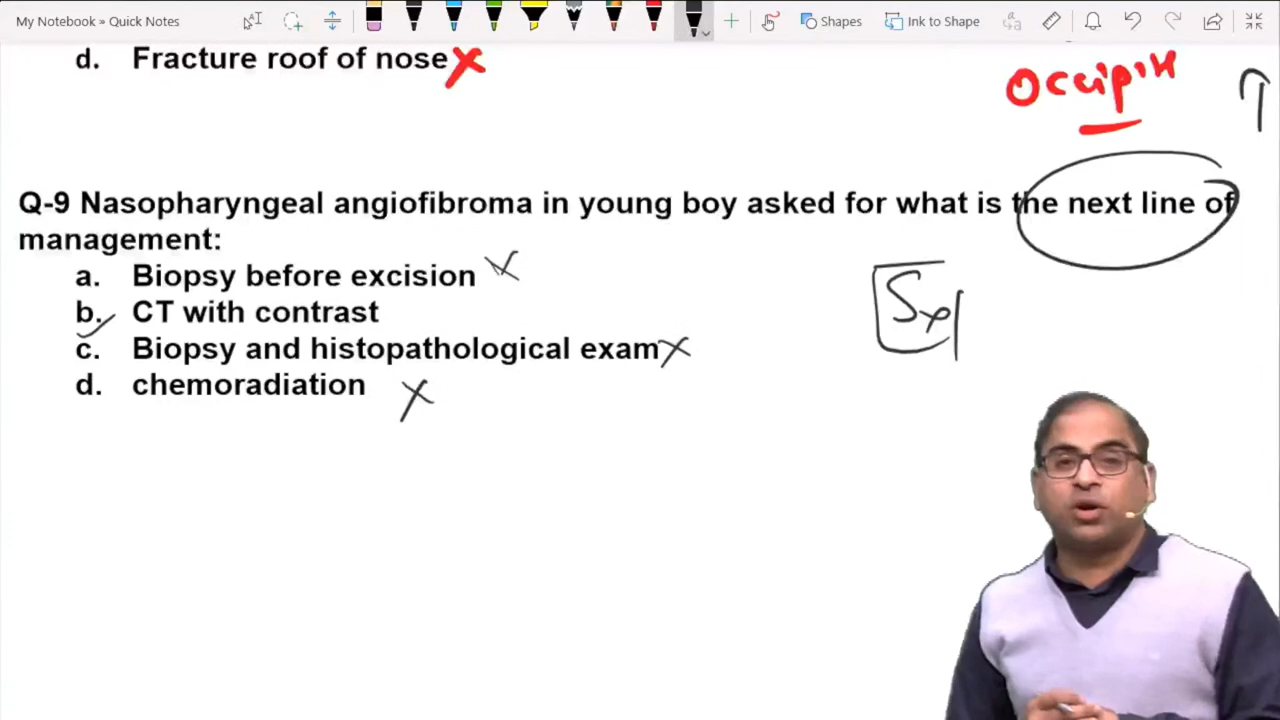 My Notebook » Quick Notes
Shapes
Ink to Shape
d. Fracture roof of nose
Occipit
Q-9 Nasopharyngeal angiofibroma in young boy asked for what is the next line of
management:
a. Biopsy before excision
b. CT with contrast
Sx
c. Biopsy and histopathological exam
d. chemoradiation